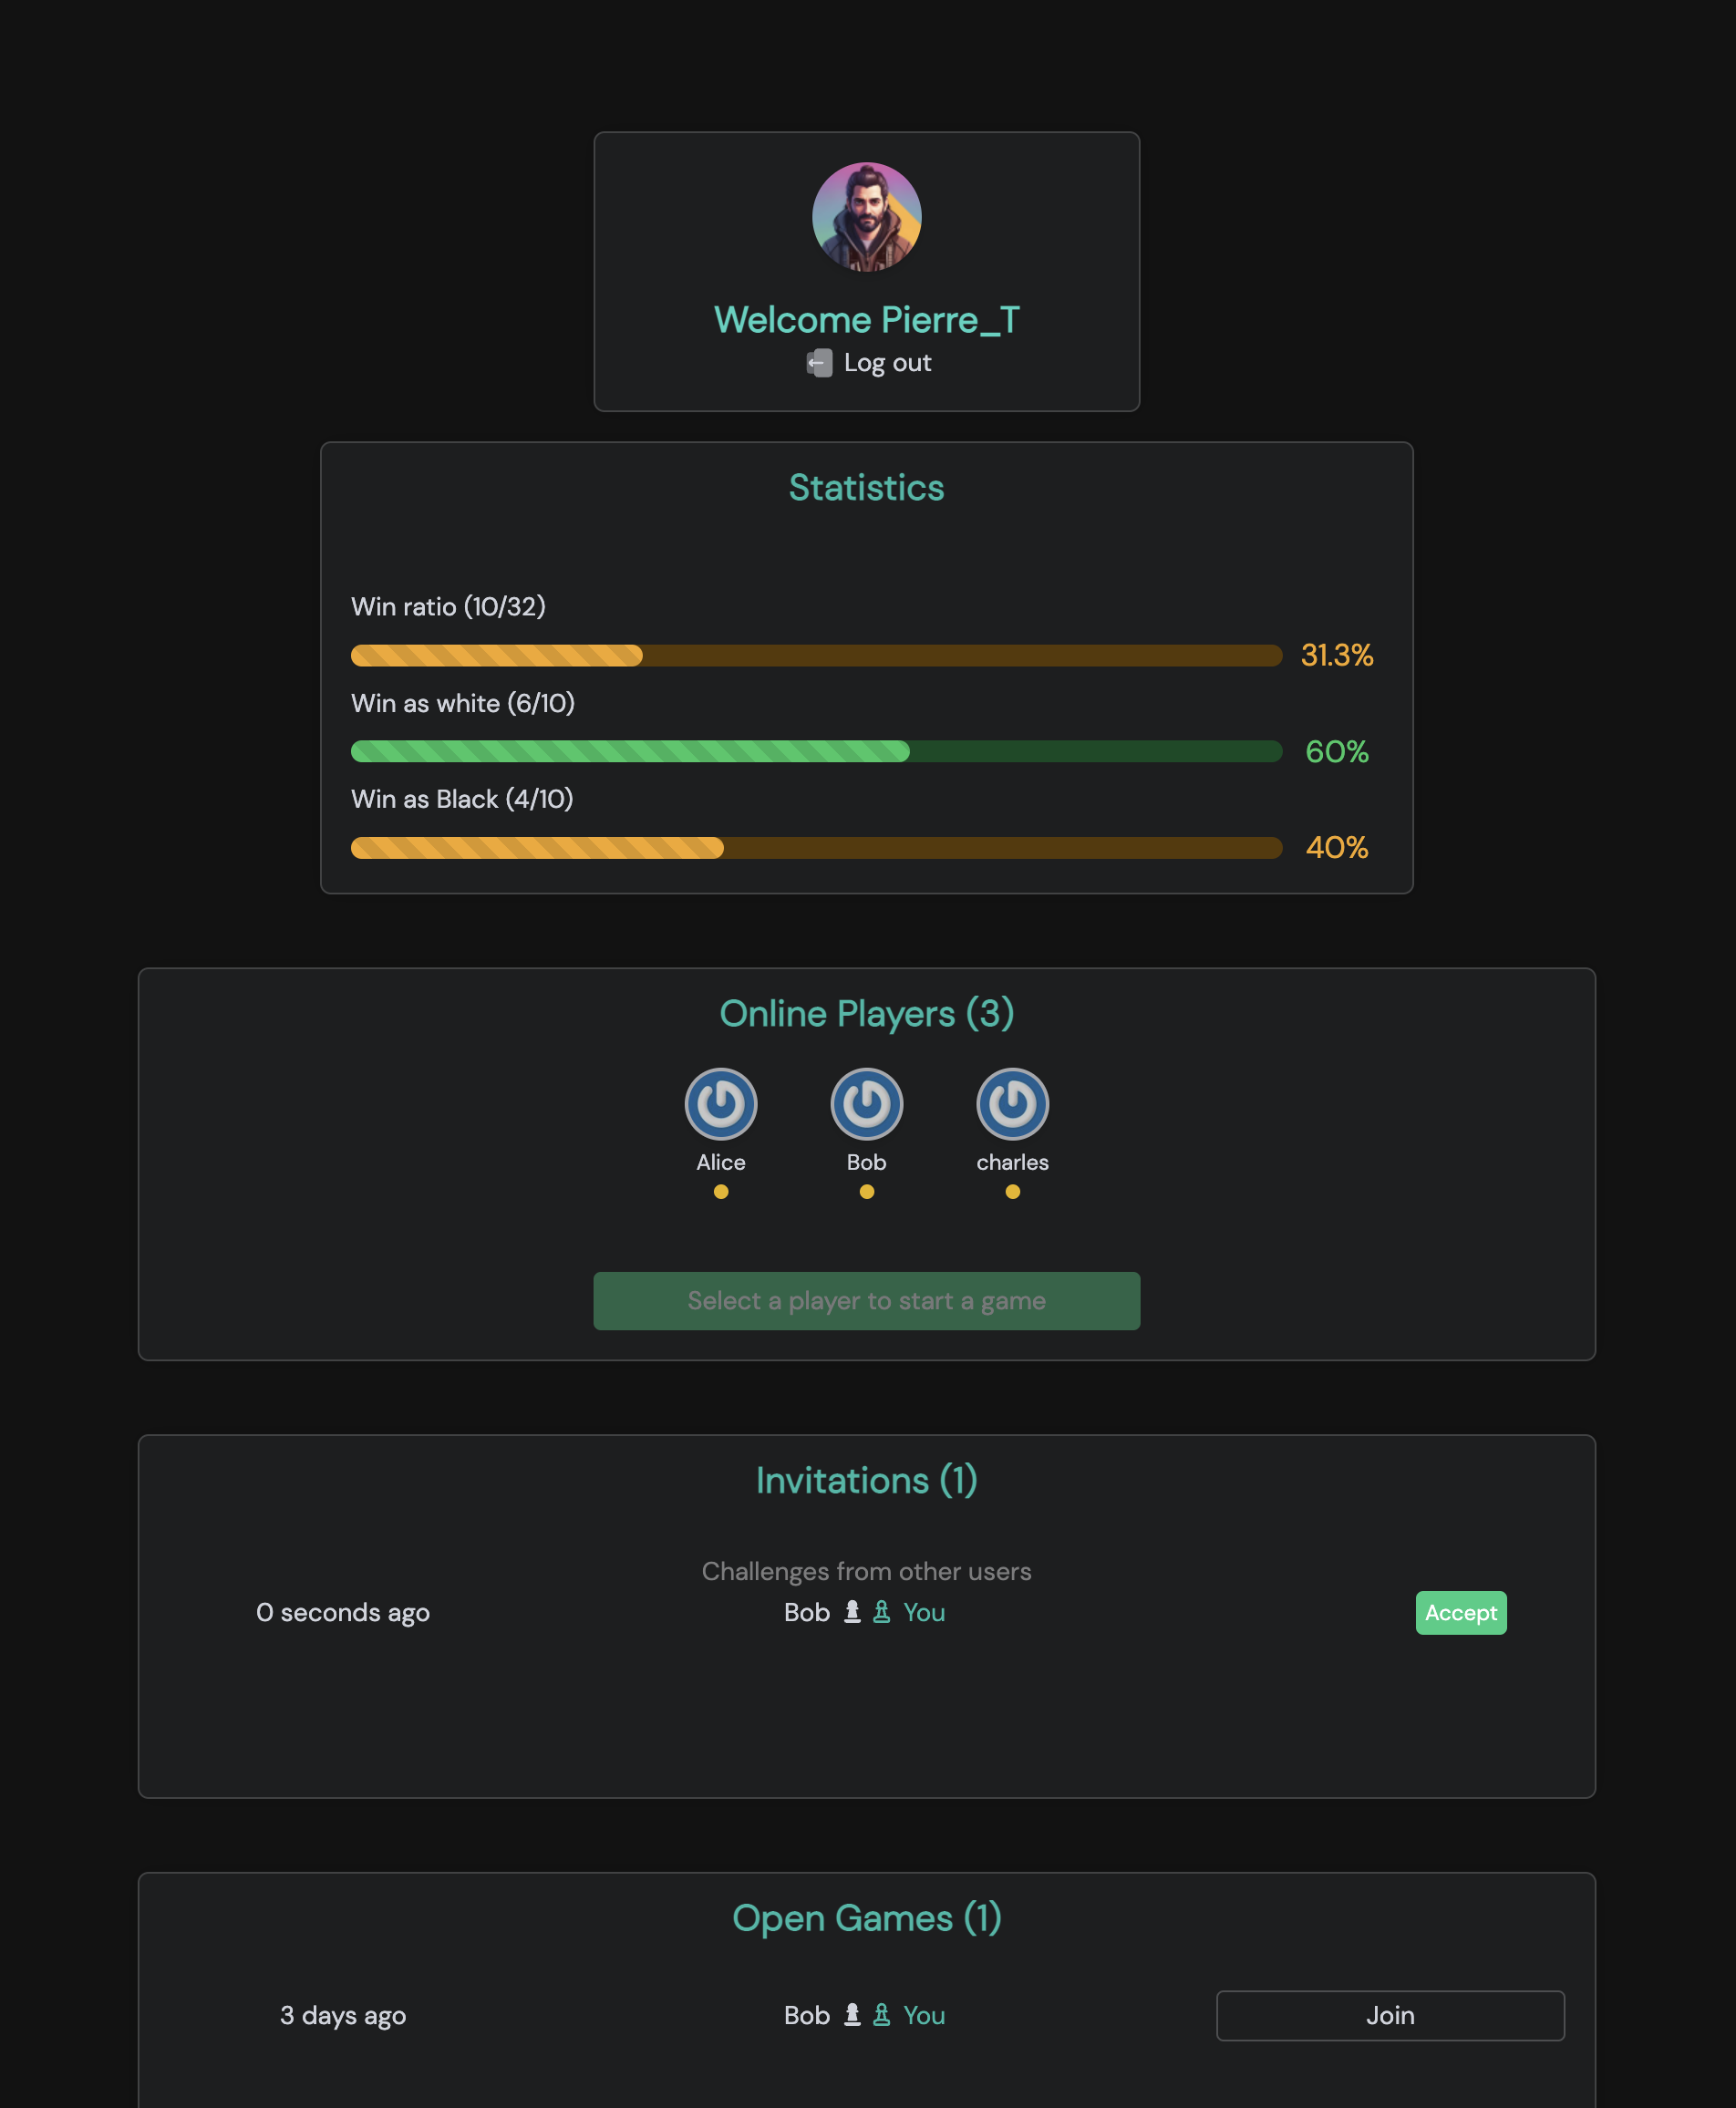 Welcome Pierre_T
Log out
Statistics
Win ratio (10/32)
31.3%
Win as white (6/10)
60%
Win as Black (4/10)
40%
Online Players (3)
Alice Bob charles
Select a player to start a game
Invitations (1)
Challenges from other users
0 seconds ago Bob You Accept
Open Games (1)
3 days ago Bob You Join